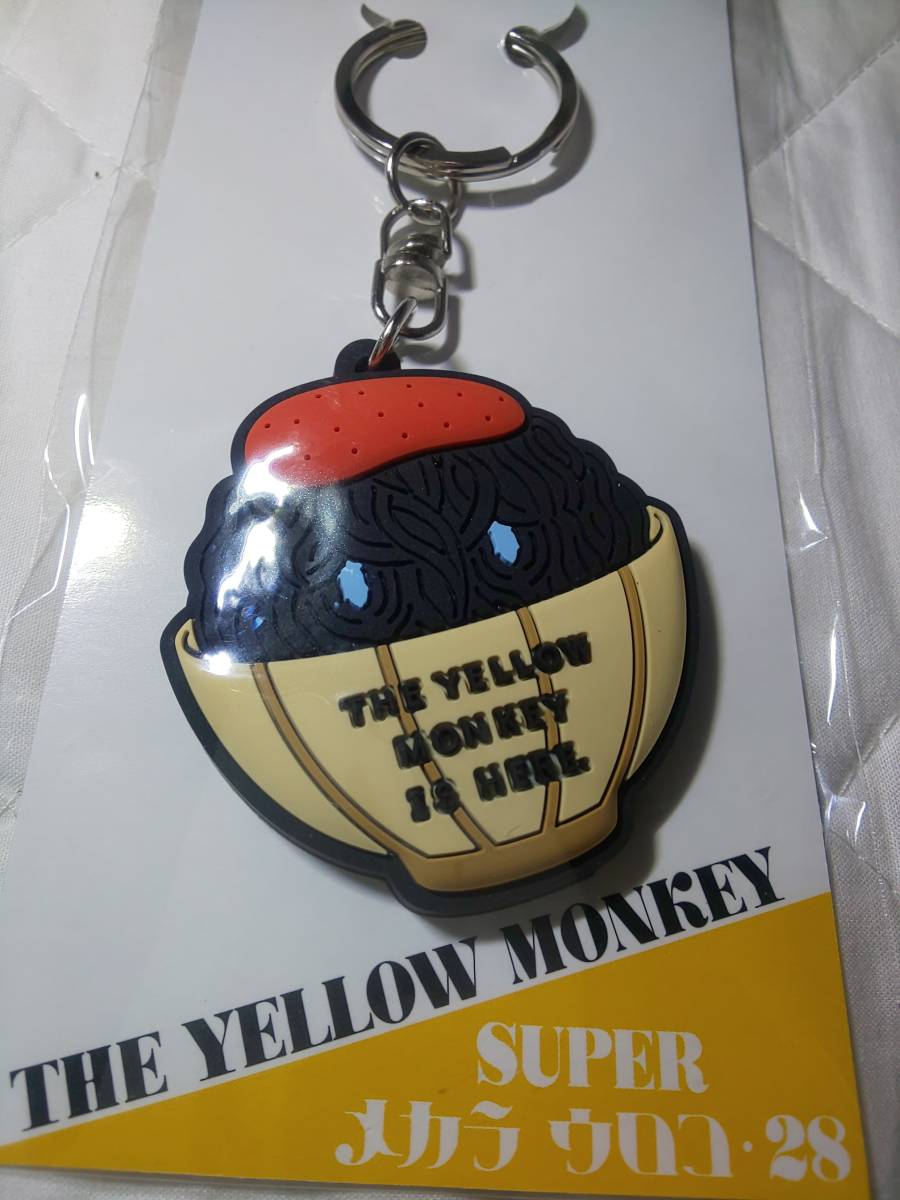 THE YELLOW
MONKEY
IS HERE.
THE YELLOW MONKEY
SUPER
メカラ ウロコ・28